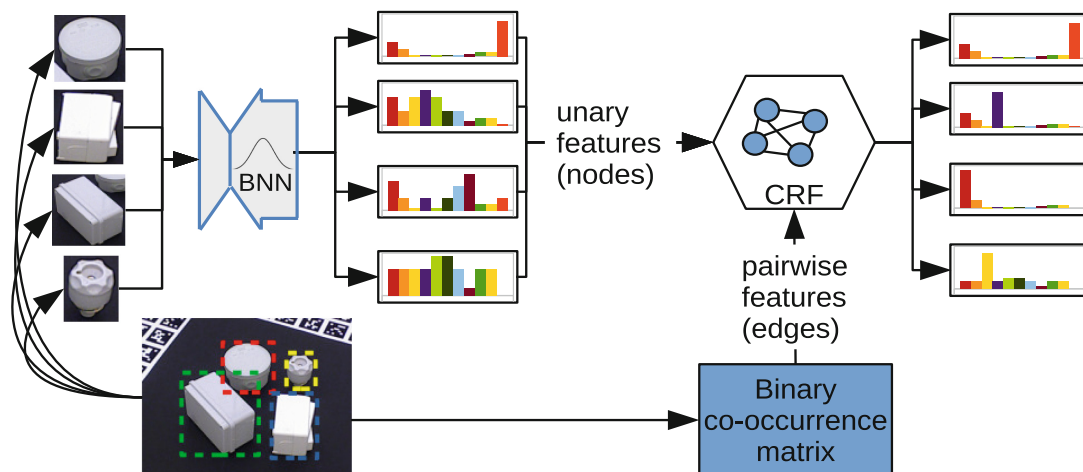 BNN
unary
features
(nodes)
CRF
pairwise
features
(edges)
Binary
co-occurrence
matrix